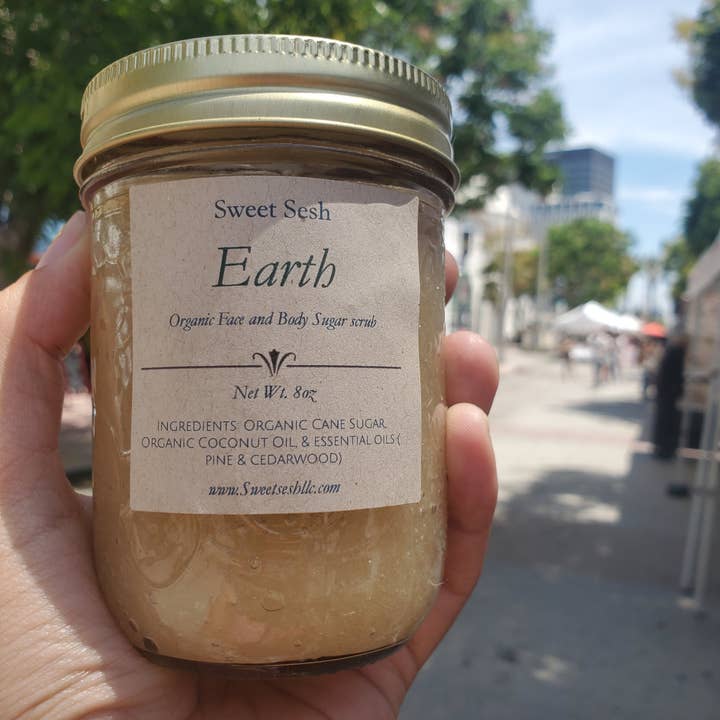 Sweet Sesh
Earth
Organic Face and Body Sugar scrub
Net Wt. 8oz
Ingredients Organic Cane Sugar
Organic Coconut Oil, & essential oils (
pine & cedarwood)
www.Sweetseshllc.com